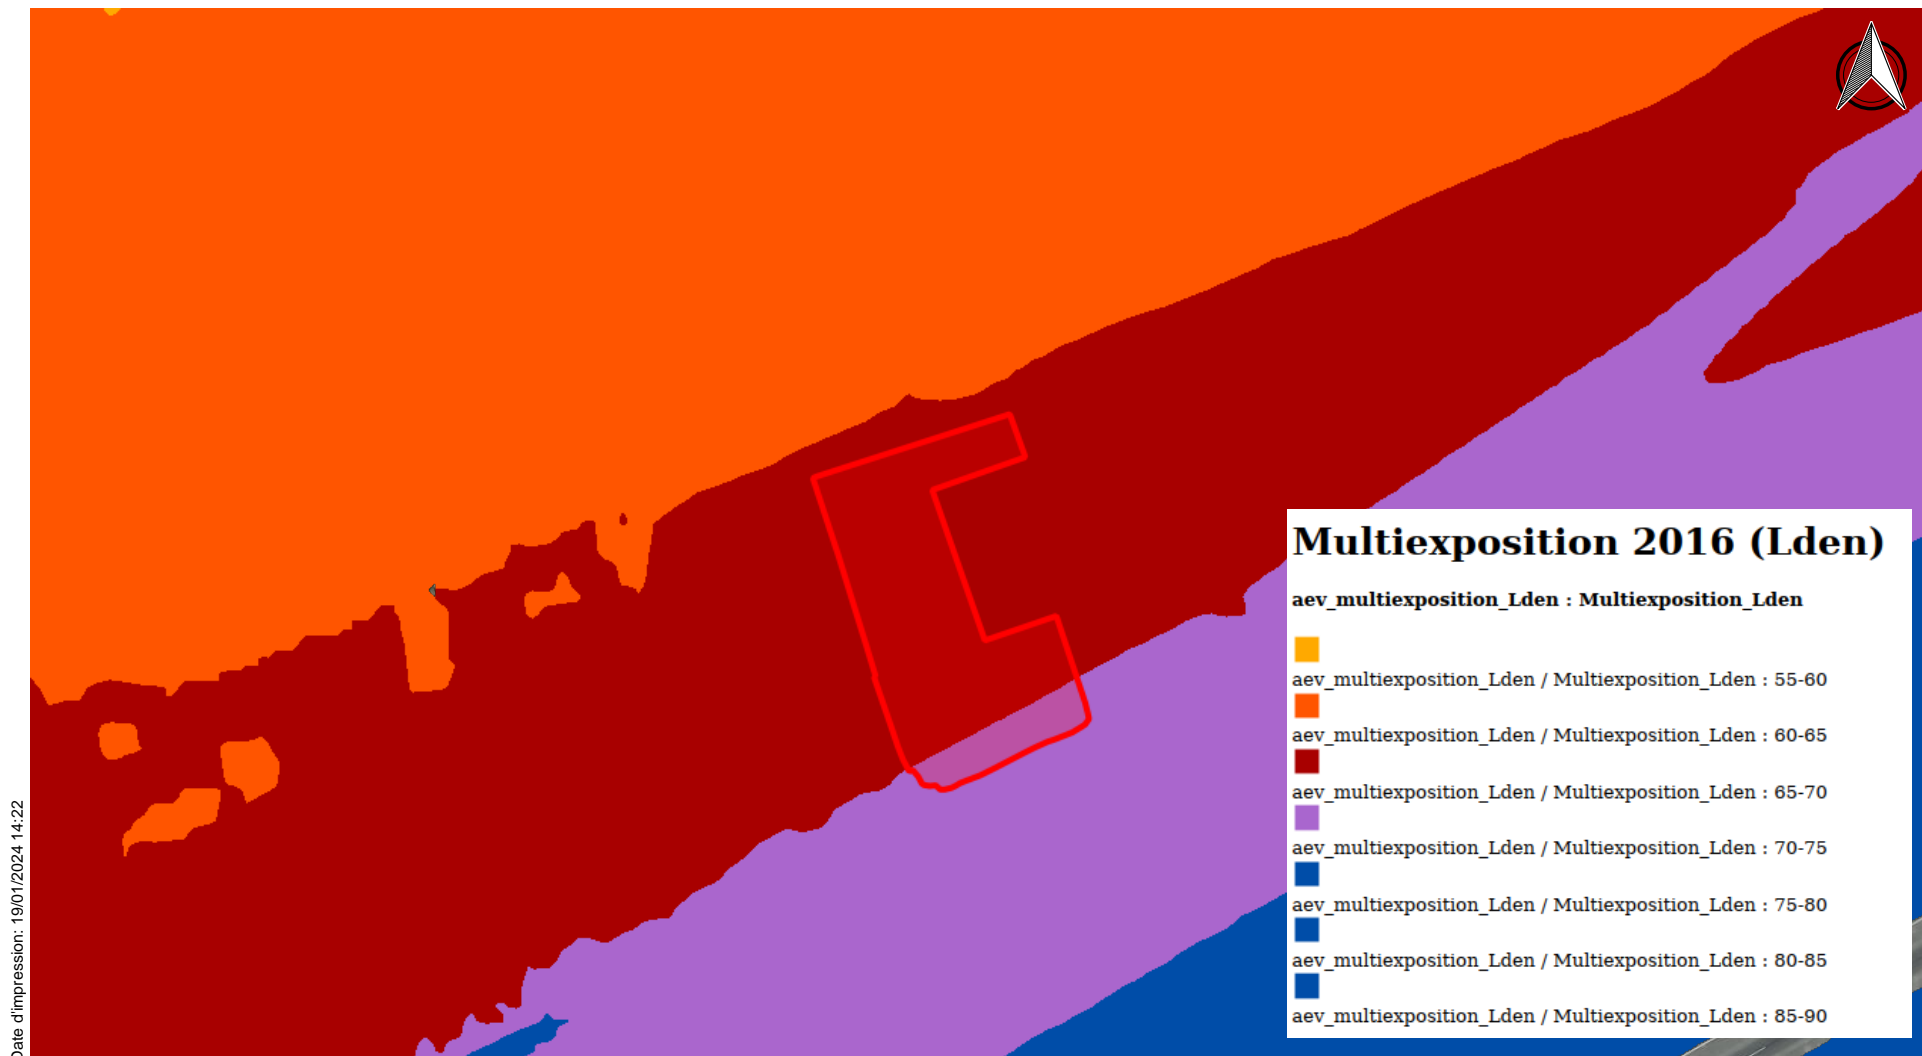 Multiexposition 2016 (Lden)
aev_multiexposition_Lden : Multiexposition_Lden
aev_multiexposition_Lden / Multiexposition_Lden : 55-60
aev_multiexposition_Lden / Multiexposition_Lden : 60-65
aev_multiexposition_Lden / Multiexposition_Lden : 65-70
aev_multiexposition_Lden / Multiexposition_Lden : 70-75
aev_multiexposition_Lden / Multiexposition_Lden : 75-80
aev_multiexposition_Lden / Multiexposition_Lden : 80-85
aev_multiexposition_Lden / Multiexposition_Lden : 85-90
Date d'impression: 19/01/2024 14:22